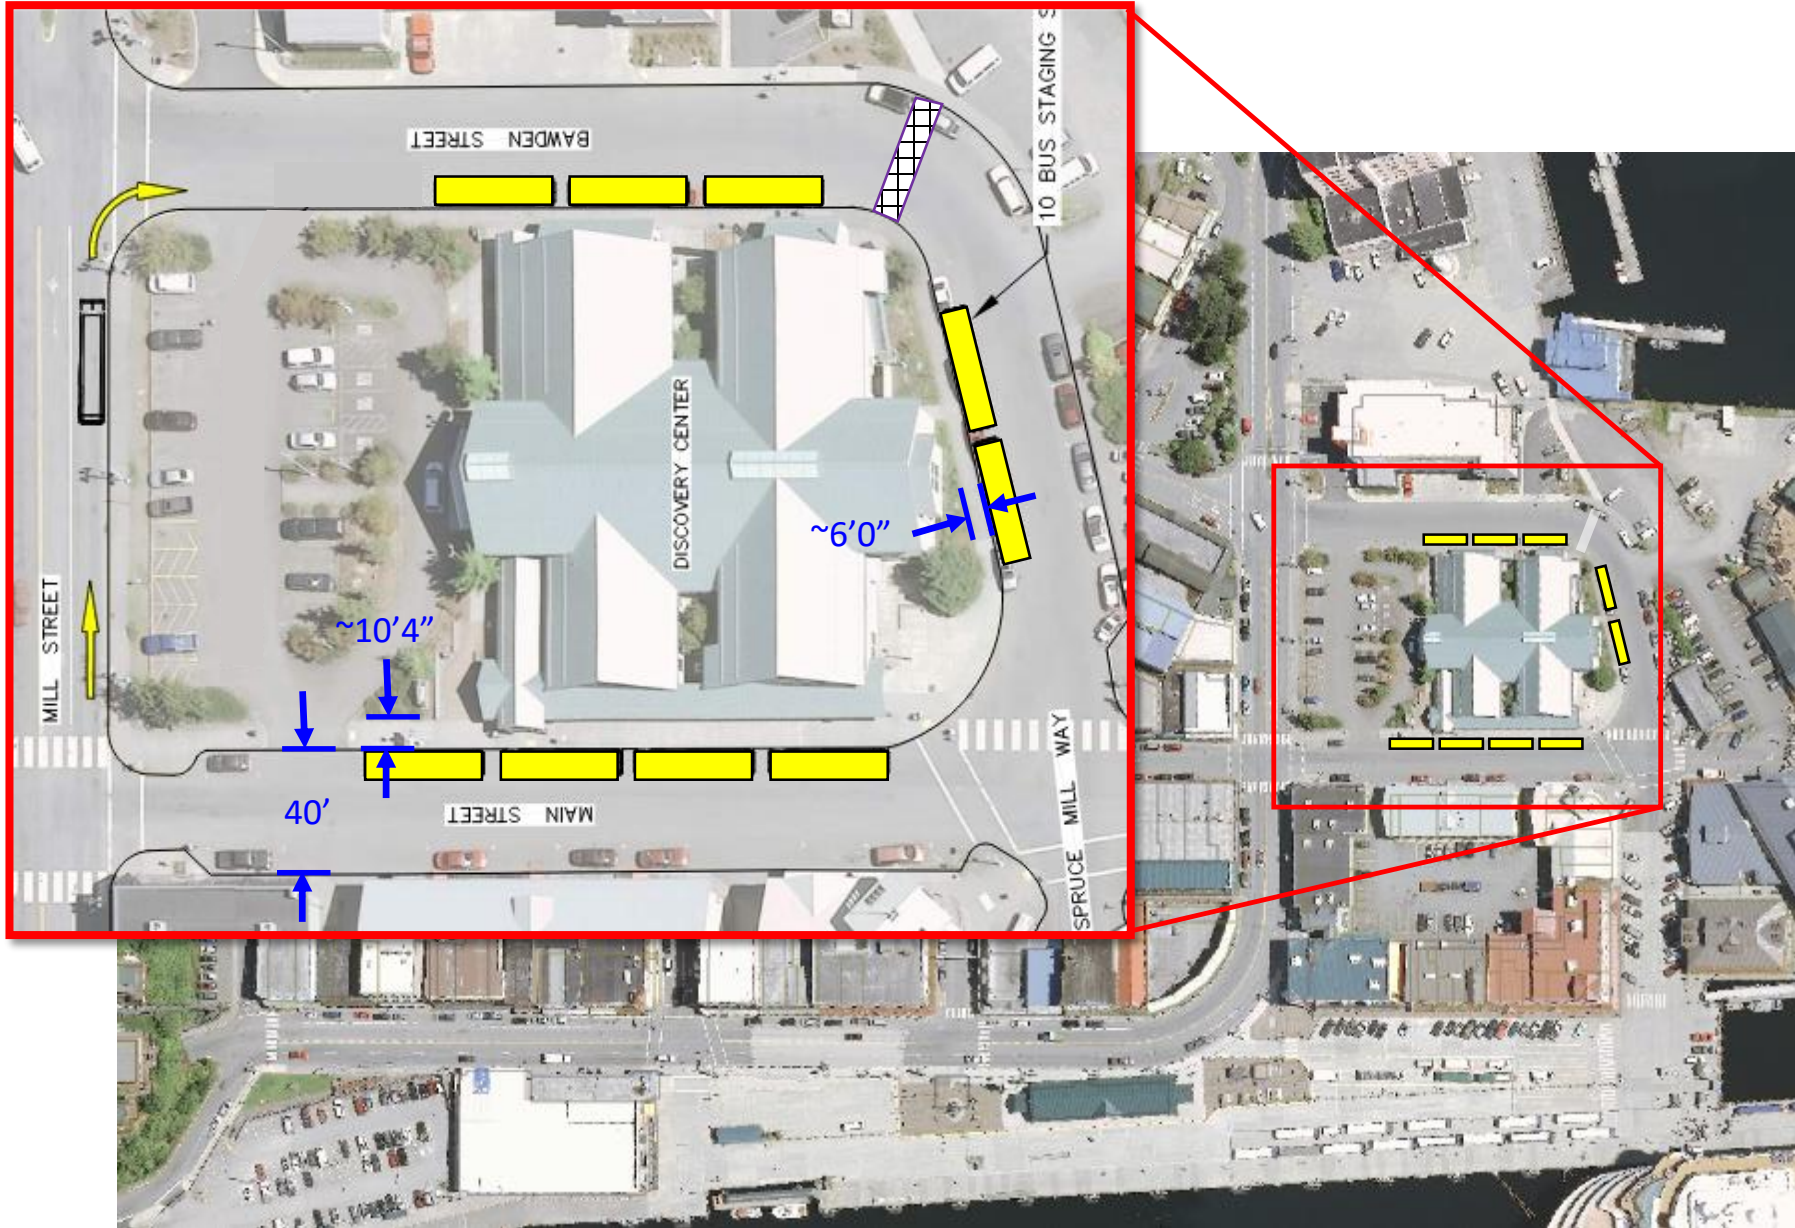 10 BUS STAGING S
BAWDEN STREET
DISCOVERY CENTER
~6’0”
~10’4”
MILL STREET
40’
MAIN STREET
SPRUCE MILL WAY